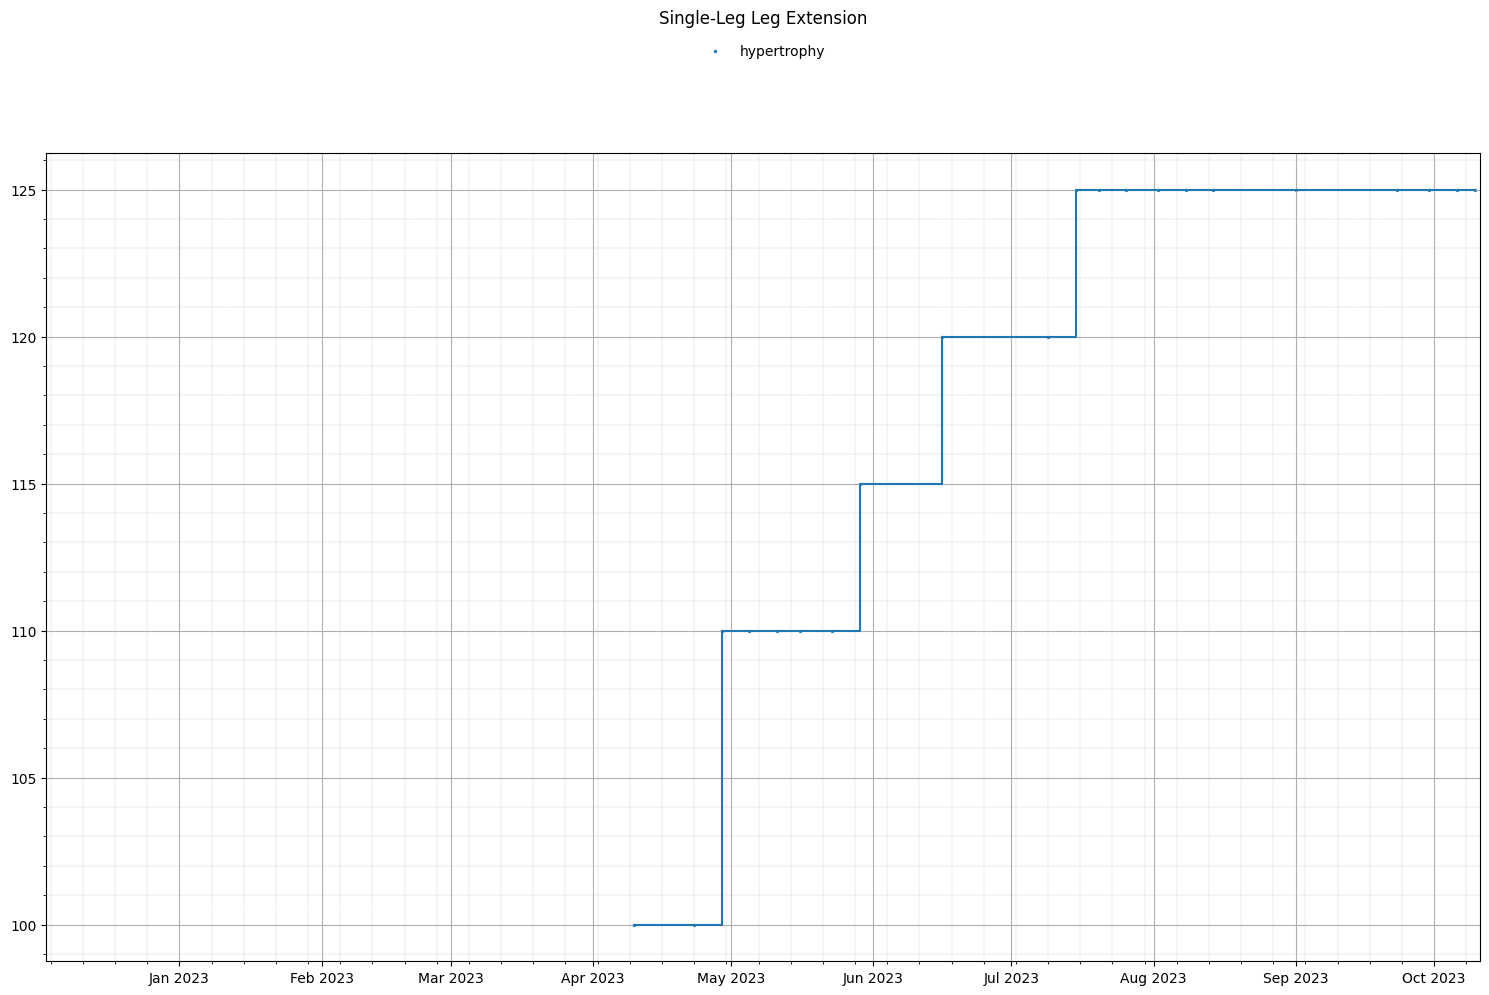 Single-Leg Leg Extension
hypertrophy
125
120
115
110
105
100
Jan 2023
Feb 2023
Mar 2023
Apr 2023
May 2023
Jun 2023
Jul 2023
Aug 2023
Sep 2023
Oct 2023